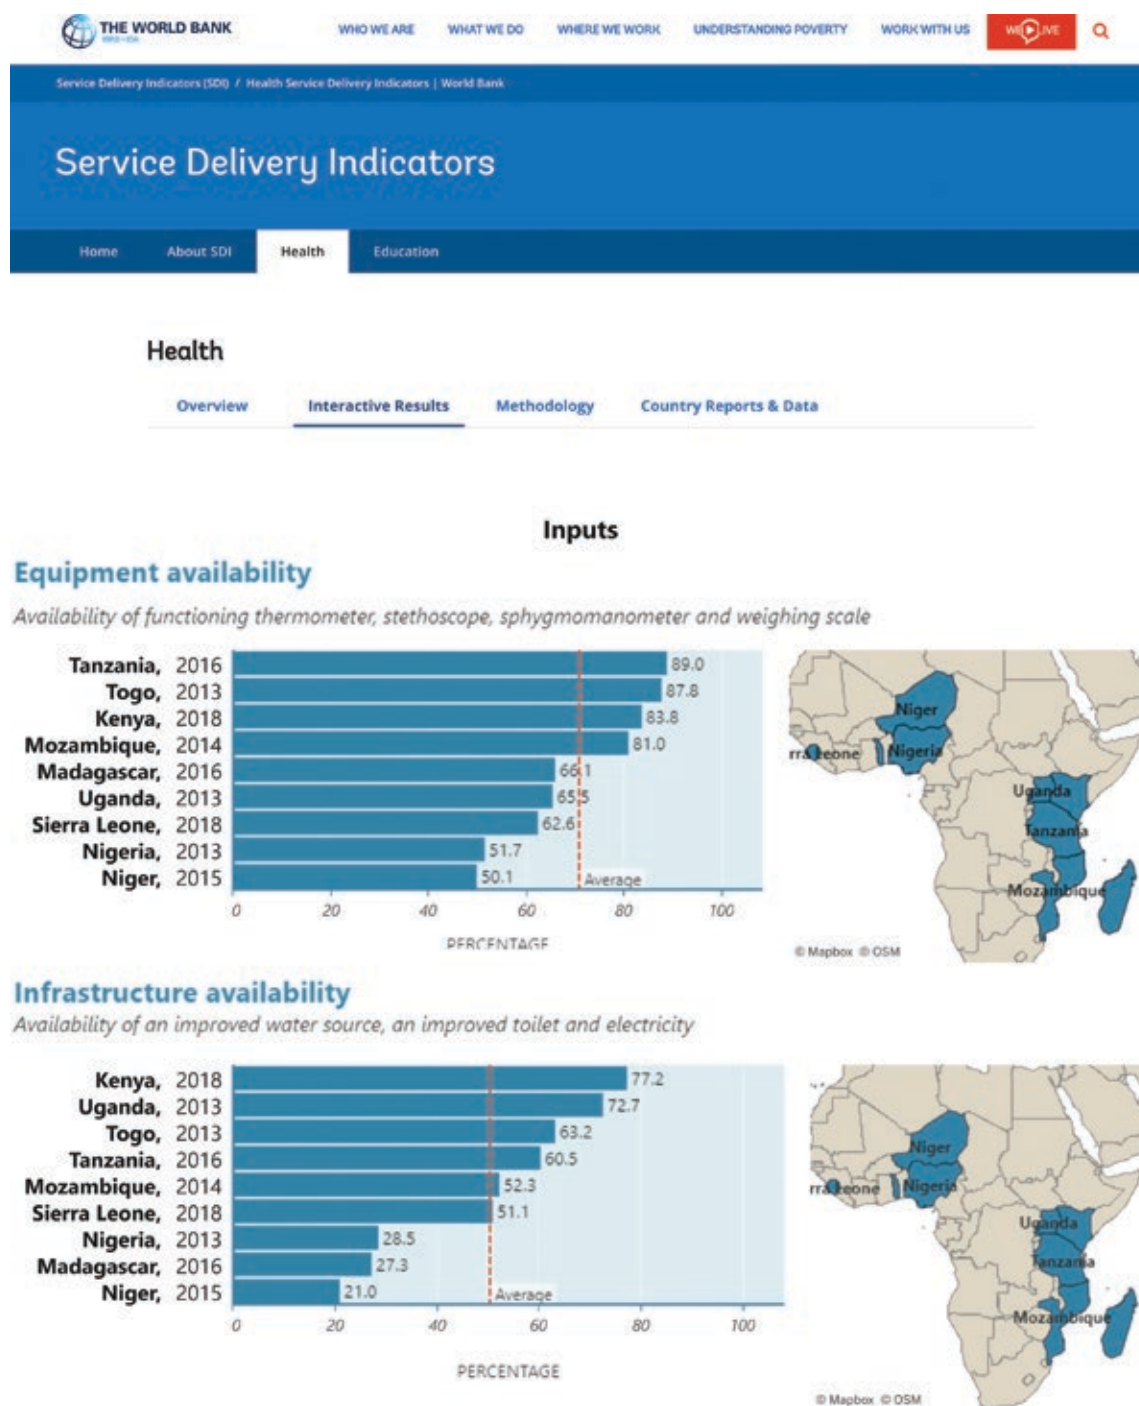 THE WORLD BANK
IBRD • IDA
WHO WE ARE
WHAT WE DO
WHERE WE WORK
UNDERSTANDING POVERTY
WORK WITH US
Service Delivery Indicators (SDI) / Health Service Delivery Indicators | World Bank
Service Delivery Indicators
Home
About SDI
Health
Education
Health
Overview
Interactive Results
Methodology
Country Reports & Data
Inputs
Equipment availability
Availability of functioning thermometer, stethoscope, sphygmomanometer and weighing scale
Tanzania, 2016 89.0
Togo, 2013 87.8
Kenya, 2018 83.8
Mozambique, 2014 81.0
Madagascar, 2016 66.1
Uganda, 2013 65.5
Sierra Leone, 2018 62.6
Nigeria, 2013 51.7
Niger, 2015 50.1
Average
0 20 40 60 80 100
PERCENTAGE
Niger
rra Leone
Nigeria
Uganda
Tanzania
Mozambique
© Mapbox © OSM
Infrastructure availability
Availability of an improved water source, an improved toilet and electricity
Kenya, 2018 77.2
Uganda, 2013 72.7
Togo, 2013 63.2
Tanzania, 2016 60.5
Mozambique, 2014 52.3
Sierra Leone, 2018 51.1
Nigeria, 2013 28.5
Madagascar, 2016 27.3
Niger, 2015 21.0
Average
0 20 40 60 80 100
PERCENTAGE
Niger
rra Leone
Nigeria
Uganda
Tanzania
Mozambique
© Mapbox © OSM